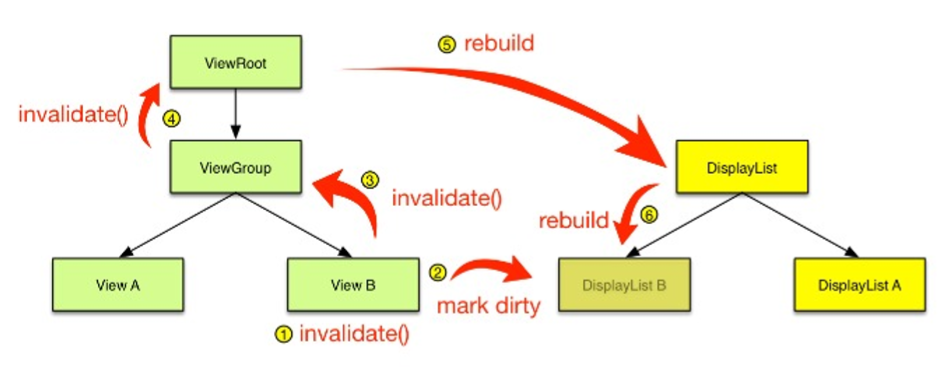 ⑤ rebuild
ViewRoot
invalidate()
④
ViewGroup
③
invalidate()
DisplayList
rebuild
⑥
View A
View B
②
mark dirty
DisplayList B
DisplayList A
① invalidate()